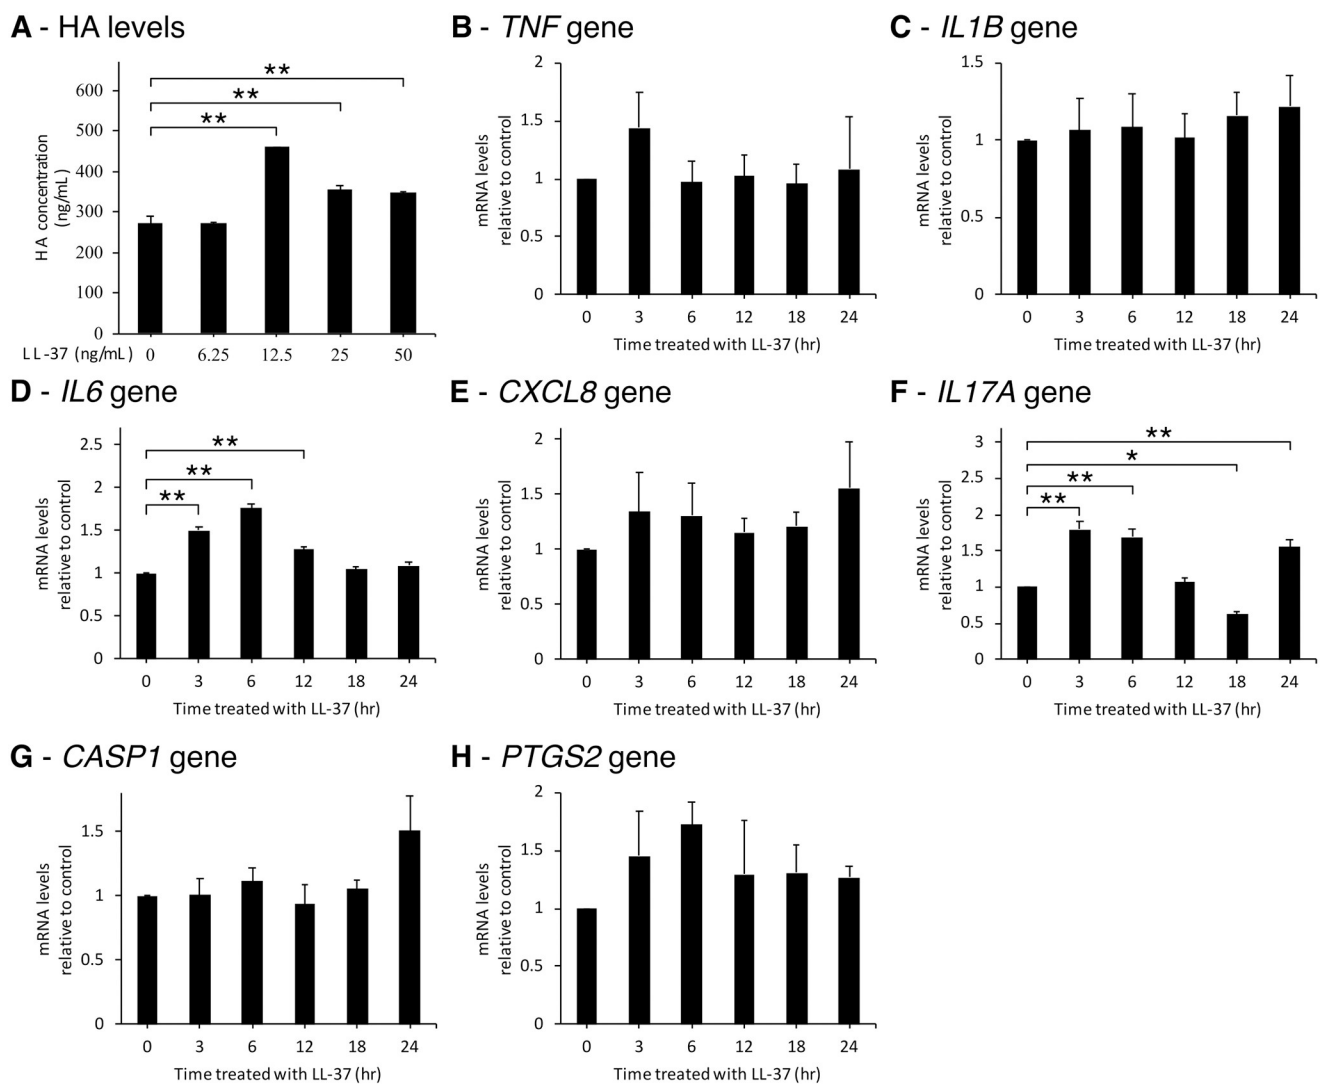 A - HA levels
**
**
**
HA concentration
(ng/mL)
600
500
400
300
200
100
0
LL-37 (ng/mL) 0 6.25 12.5 25 50
B - TNF gene
mRNA levels
relative to control
2
1.5
1
0.5
0
0 3 6 12 18 24
Time treated with LL-37 (hr)
C - IL1B gene
mRNA levels
relative to control
1.5
1
0.5
0
0 3 6 12 18 24
Time treated with LL-37 (hr)
D - IL6 gene
**
**
**
mRNA levels
relative to control
2.5
2
1.5
1
0.5
0
0 3 6 12 18 24
Time treated with LL-37 (hr)
E - CXCL8 gene
mRNA levels
relative to control
2
1.5
1
0.5
0
0 3 6 12 18 24
Time treated with LL-37 (hr)
F - IL17A gene
**
*
**
**
mRNA levels
relative to control
3
2.5
2
1.5
1
0.5
0
0 3 6 12 18 24
Time treated with LL-37 (hr)
G - CASP1 gene
mRNA levels
relative to control
1.5
1
0.5
0
0 3 6 12 18 24
Time treated with LL-37 (hr)
H - PTGS2 gene
mRNA levels
relative to control
2
1.5
1
0.5
0
0 3 6 12 18 24
Time treated with LL-37 (hr)